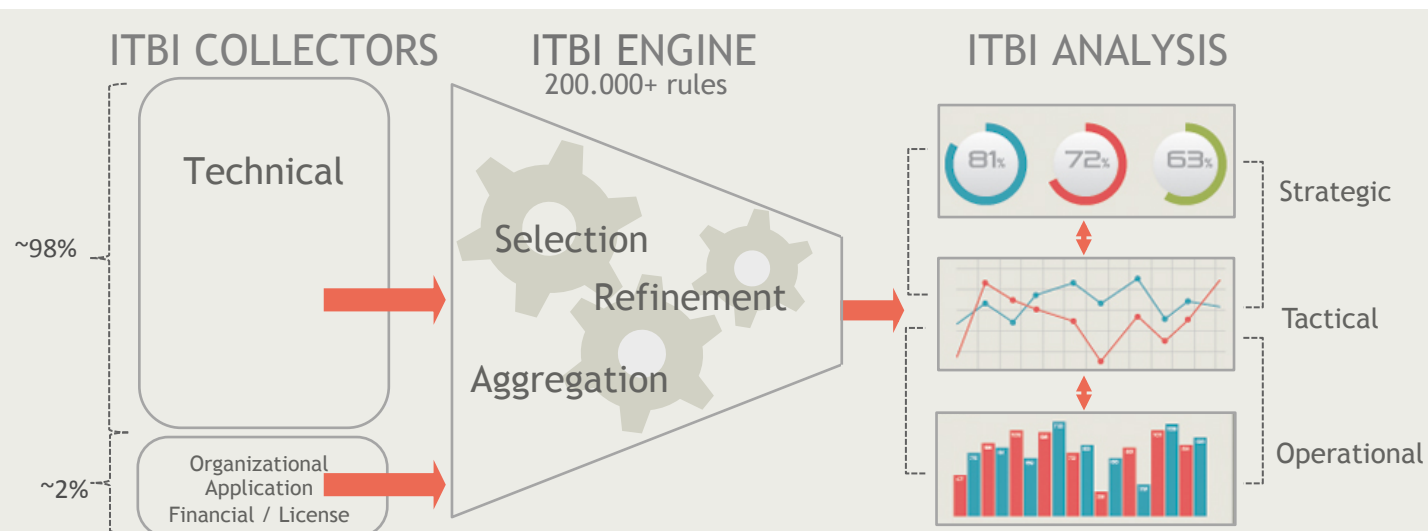 ITBI COLLECTORS
ITBI ENGINE
200.000+ rules
ITBI ANALYSIS
Technical
~98%
Organizational
Application
Financial / License
~2%
Selection
Refinement
Aggregation
81%
72%
63%
Strategic
Tactical
Operational